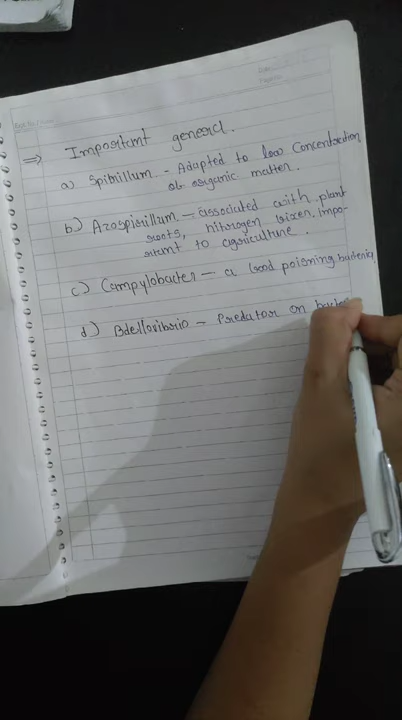 ⇒ Important genera.
a) Spirillum. - Adapted to low Concentration
of organic matter.
b) Azospirillum - associated with plant
roots, nitrogen fixer. Impo-
rtant to agriculture.
c) Campylobacter - a food poisoning bacteria,
d) Bdellovibrio - Predator on